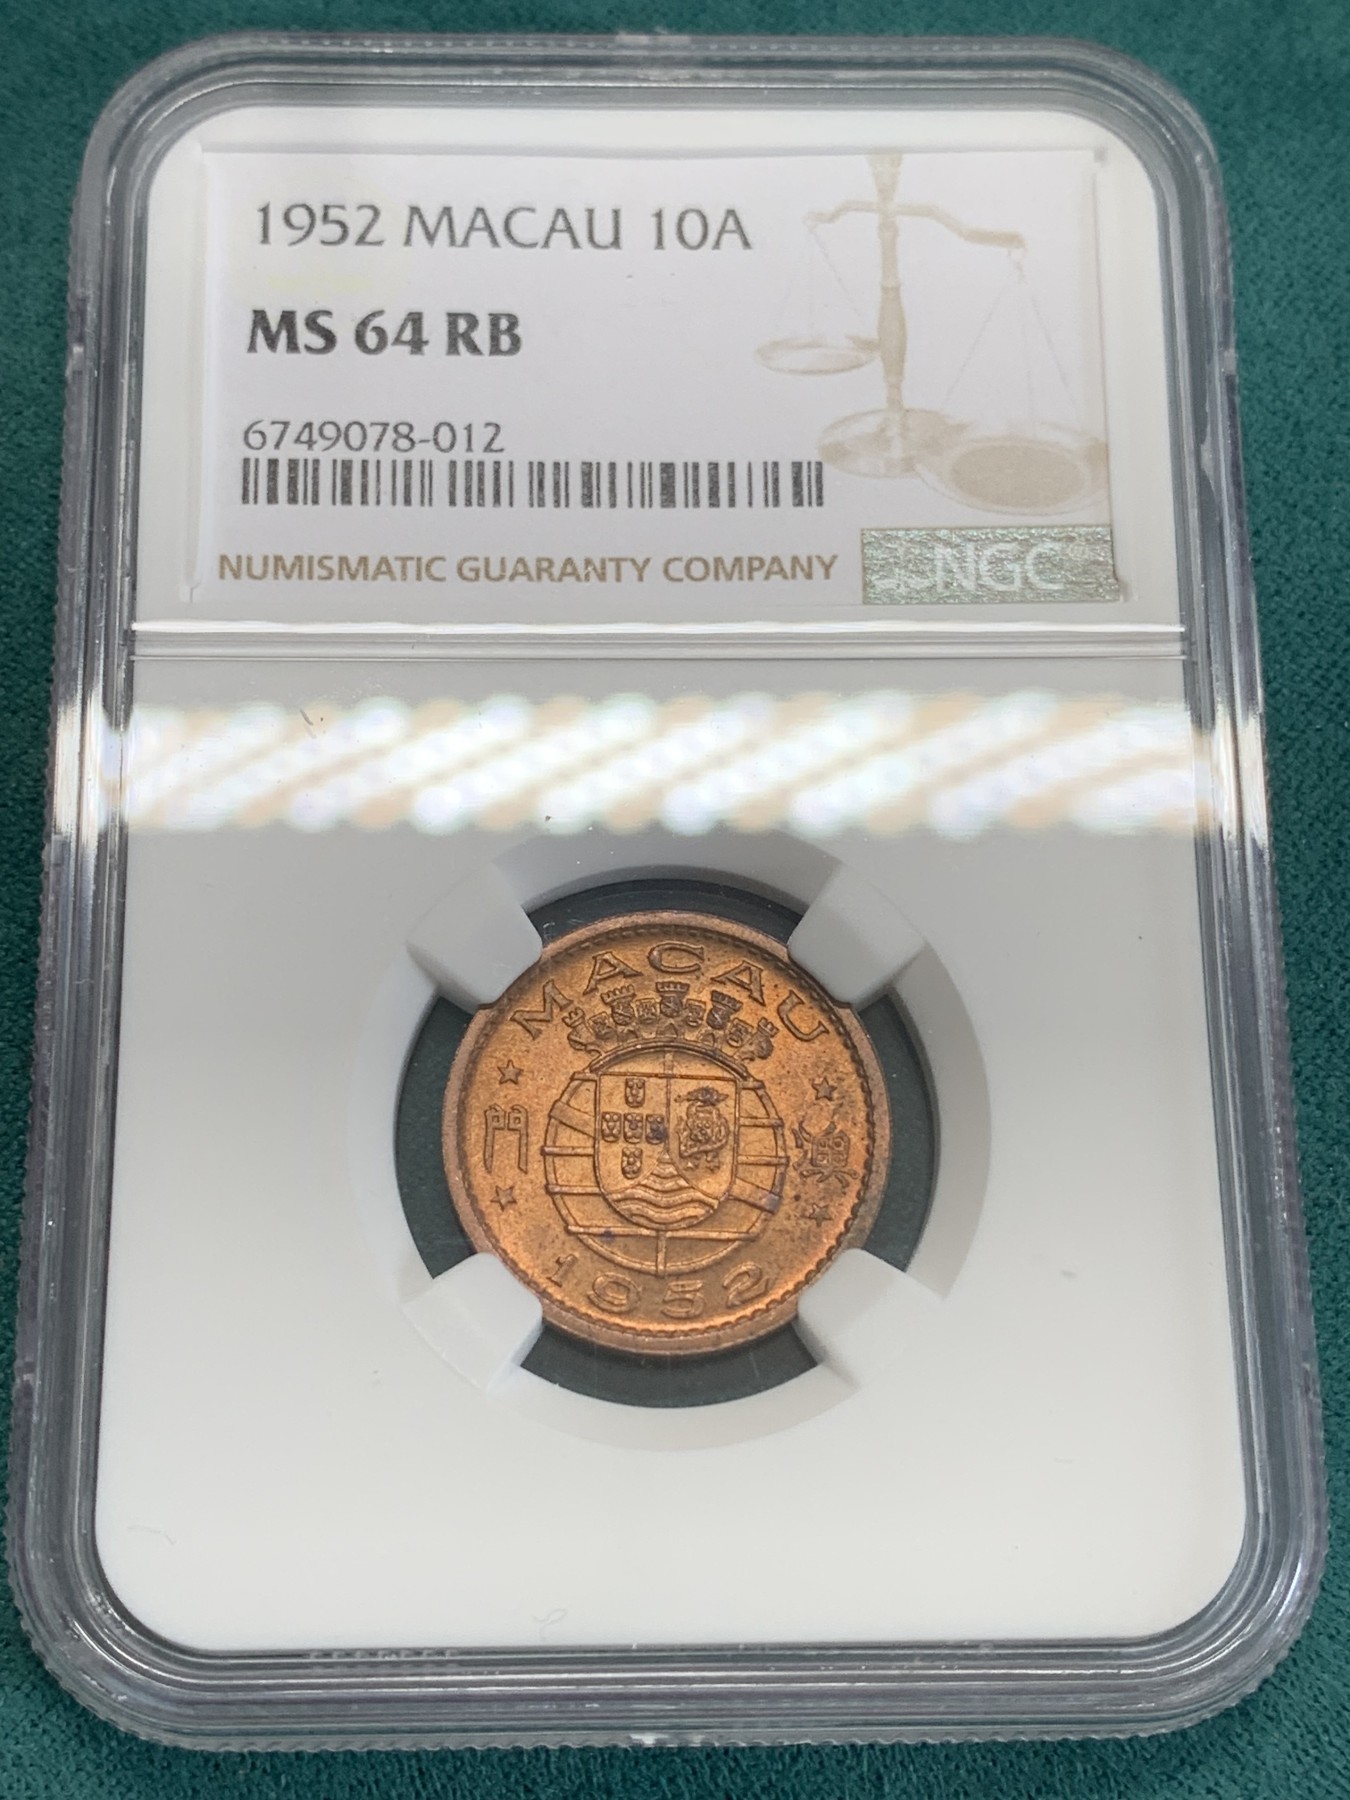 1952 MACAU 10A
MS 64 RB
6749078-012
NUMISMATIC GUARANTY COMPANY
NGC®
MACAU
門 澳
1952